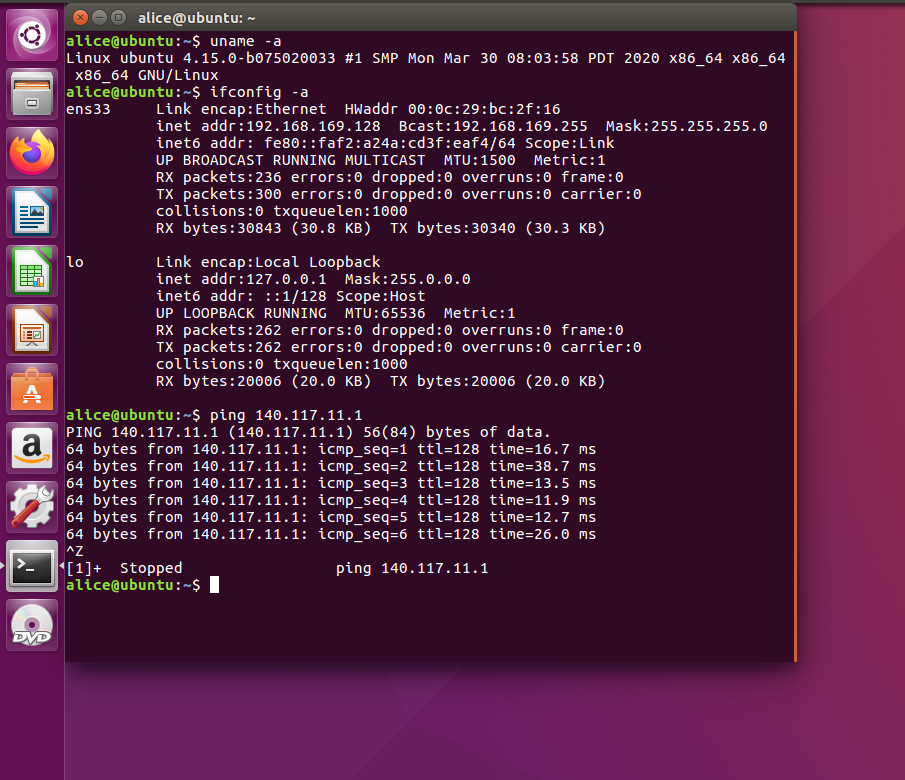 alice@ubuntu: ~
alice@ubuntu:~$ uname -a
Linux ubuntu 4.15.0-b075020033 #1 SMP Mon Mar 30 08:03:58 PDT 2020 x86_64 x86_64
 x86_64 GNU/Linux
alice@ubuntu:~$ ifconfig -a
ens33     Link encap:Ethernet  HWaddr 00:0c:29:bc:2f:16
          inet addr:192.168.169.128  Bcast:192.168.169.255  Mask:255.255.255.0
          inet6 addr: fe80::faf2:a24a:cd3f:eaf4/64 Scope:Link
          UP BROADCAST RUNNING MULTICAST  MTU:1500  Metric:1
          RX packets:236 errors:0 dropped:0 overruns:0 frame:0
          TX packets:300 errors:0 dropped:0 overruns:0 carrier:0
          collisions:0 txqueuelen:1000
          RX bytes:30843 (30.8 KB)  TX bytes:30340 (30.3 KB)
lo        Link encap:Local Loopback
          inet addr:127.0.0.1  Mask:255.0.0.0
          inet6 addr: ::1/128 Scope:Host
          UP LOOPBACK RUNNING  MTU:65536  Metric:1
          RX packets:262 errors:0 dropped:0 overruns:0 frame:0
          TX packets:262 errors:0 dropped:0 overruns:0 carrier:0
          collisions:0 txqueuelen:1000
          RX bytes:20006 (20.0 KB)  TX bytes:20006 (20.0 KB)
alice@ubuntu:~$ ping 140.117.11.1
PING 140.117.11.1 (140.117.11.1) 56(84) bytes of data.
64 bytes from 140.117.11.1: icmp_seq=1 ttl=128 time=16.7 ms
64 bytes from 140.117.11.1: icmp_seq=2 ttl=128 time=38.7 ms
64 bytes from 140.117.11.1: icmp_seq=3 ttl=128 time=13.5 ms
64 bytes from 140.117.11.1: icmp_seq=4 ttl=128 time=11.9 ms
64 bytes from 140.117.11.1: icmp_seq=5 ttl=128 time=12.7 ms
64 bytes from 140.117.11.1: icmp_seq=6 ttl=128 time=26.0 ms
^Z
[1]+  Stopped                 ping 140.117.11.1
alice@ubuntu:~$
A
a
>_
DVD